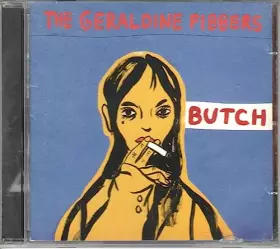 THE GERALDINE FIBBERS
BUTCH